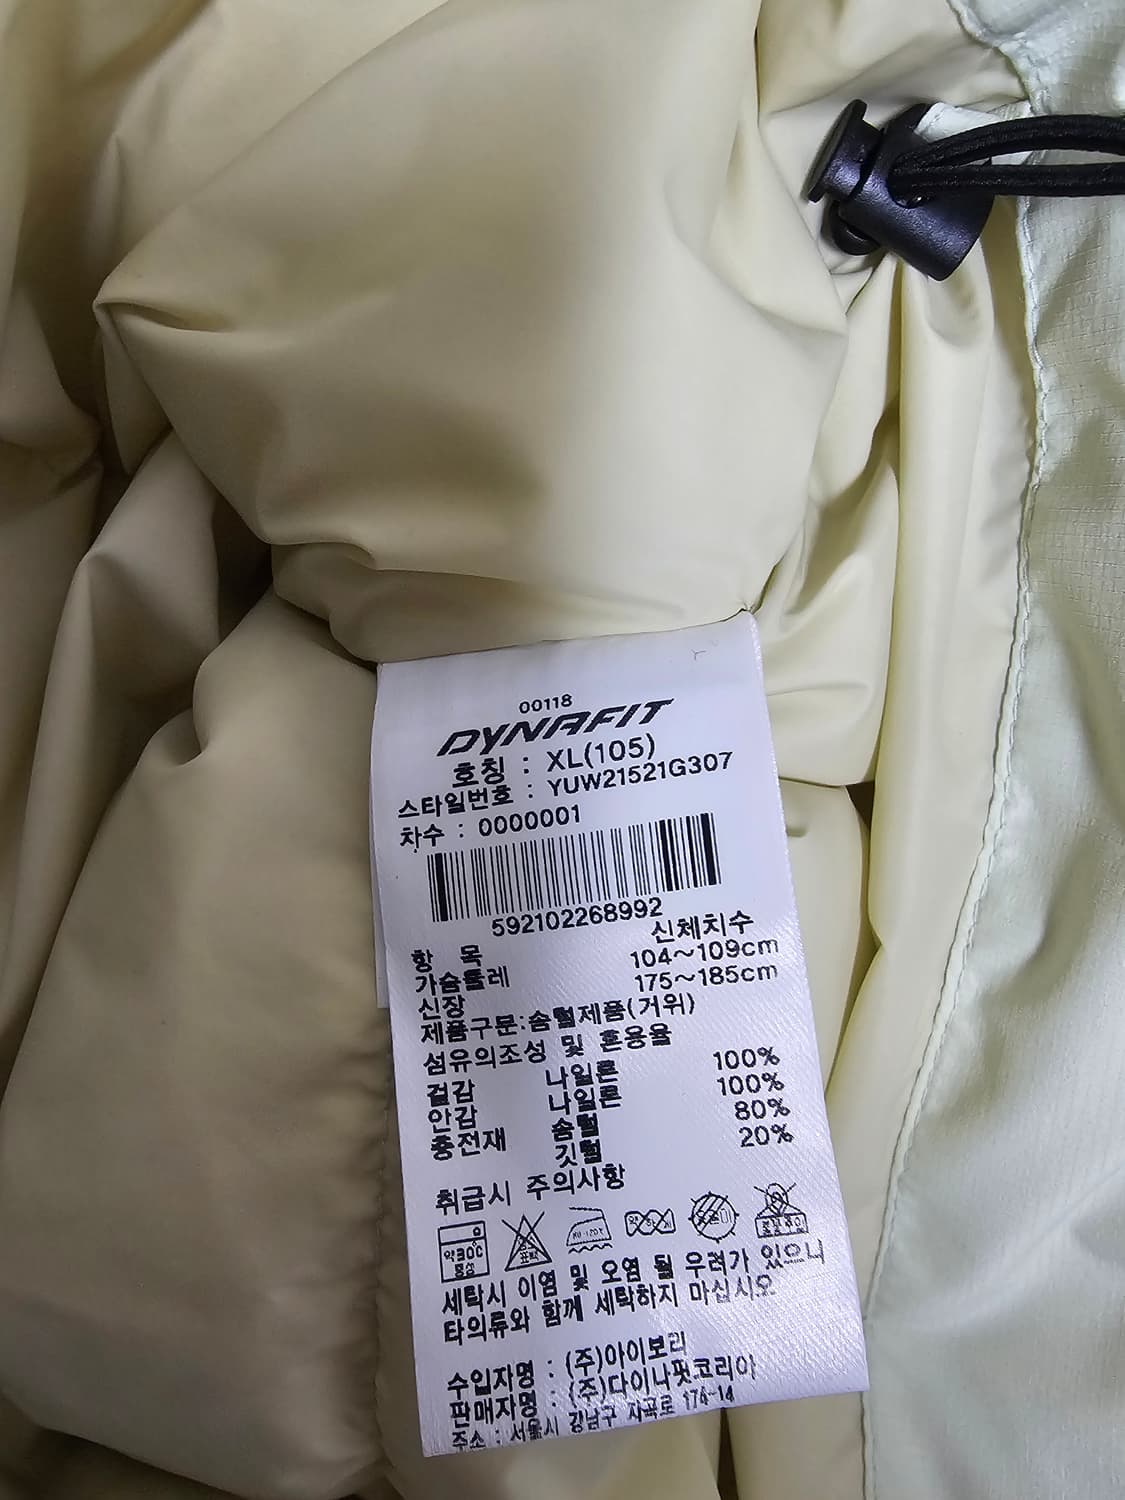 00118
DYNAFIT
호칭 : XL(105)
스타일번호 : YUW21521G307
차수 : 0000001
592102268992
항 목 신체치수
가슴둘레 104~109cm
신장 175~185cm
제품구분:솜털제품(거위)
섬유의조성 및 혼용율
겉감 나일론 100%
안감 나일론 100%
충전재 솜털 80%
깃털 20%
취급시 주의사항
약30℃
중성
세탁시 이염 및 오염 될 우려가 있으니
타의류와 함께 세탁하지 마십시오
수입자명 : (주)아이보리
판매자명 : (주)다이나핏코리아
주소 : 서울시 강남구 자곡로 174-14